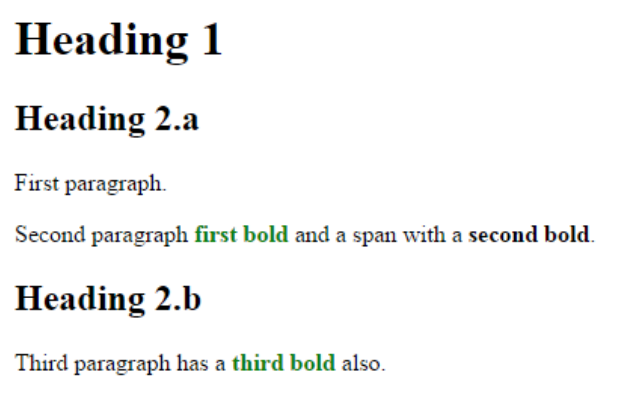 Heading 1
Heading 2.a
First paragraph.
Second paragraph first bold and a span with a second bold.
Heading 2.b
Third paragraph has a third bold also.